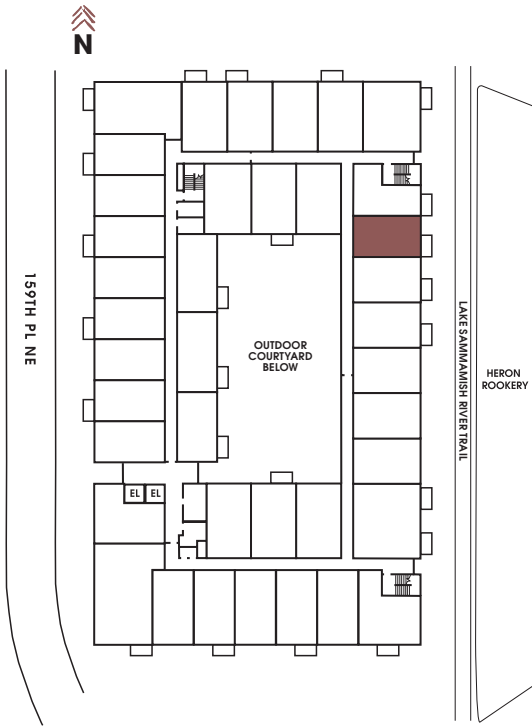 N
159TH PL NE
OUTDOOR
COURTYARD
BELOW
LAKE SAMMAMISH RIVER TRAIL
HERON
ROOKERY
EL
EL